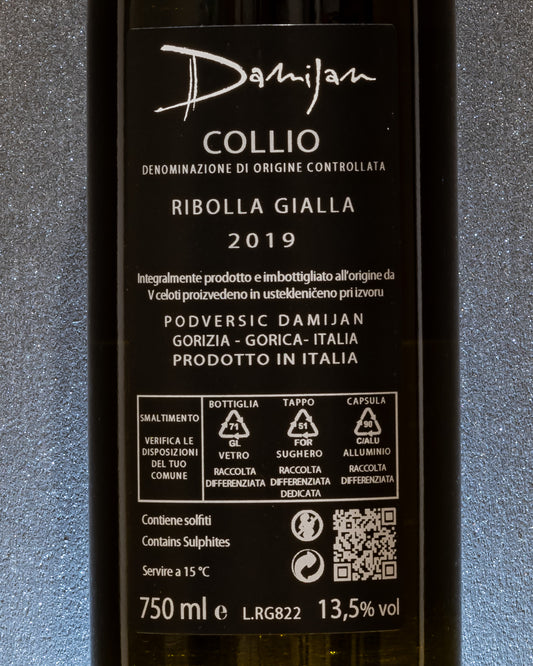 Damijan
COLLIO
DENOMINAZIONE DI ORIGINE CONTROLLATA
RIBOLLA GIALLA
2019
Integralmente prodotto e imbottigliato all'origine da
V celoti proizvedeno in ustekleničeno pri izvoru
PODVERSIC DAMIJAN
GORIZIA - GORICA- ITALIA
PRODOTTO IN ITALIA
SMALTIMENTO
VERIFICA LE
DISPOSIZIONI
DEL TUO
COMUNE
BOTTIGLIA
71
GL
VETRO
RACCOLTA
DIFFERENZIATA
TAPPO
51
FOR
SUGHERO
RACCOLTA
DIFFERENZIATA
DEDICATA
CAPSULA
90
C/ALU
ALLUMINIO
RACCOLTA
DIFFERENZIATA
Contiene solfiti
Contains Sulphites
Servire a 15 °C
750 ml e L.RG822 13,5% vol